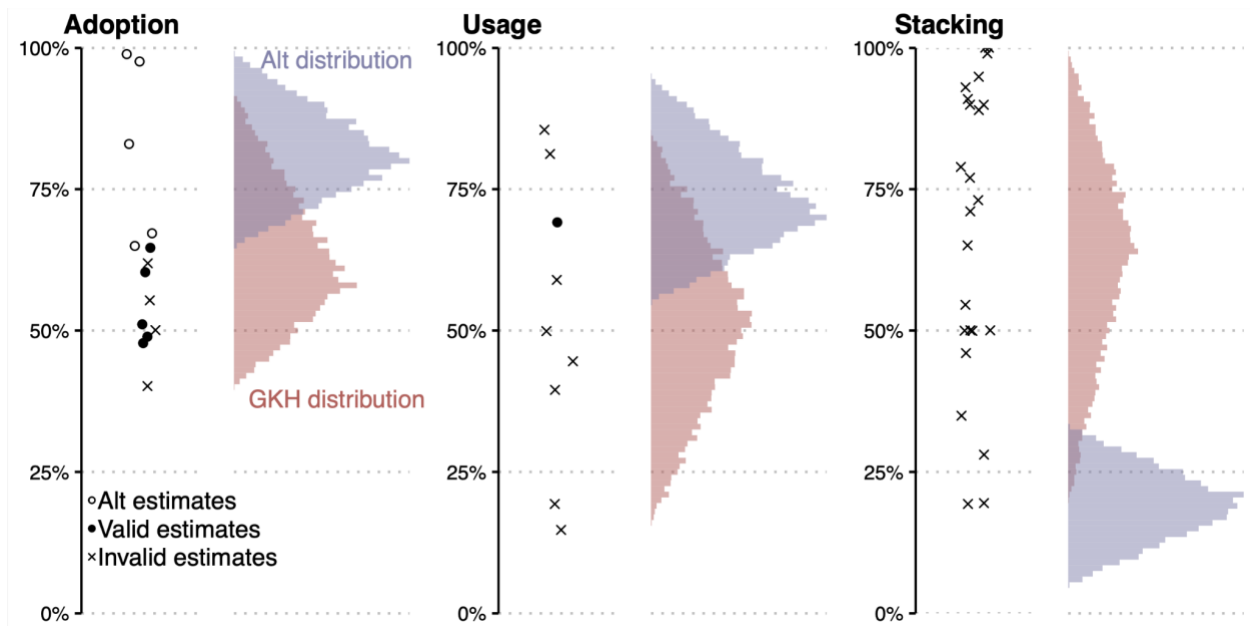 Adoption
100%
75%
50%
25%
0%
Alt distribution
GKH distribution
Alt estimates
Valid estimates
Invalid estimates
Usage
100%
75%
50%
25%
0%
Stacking
100%
75%
50%
25%
0%